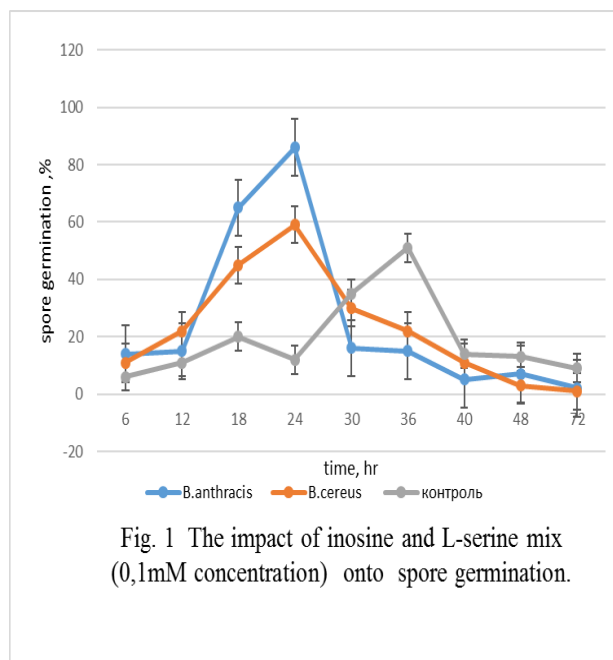 120
100
80
60
40
20
0
-20
spore germination ,%
6 12 18 24 30 36 40 48 72
time, hr
B.anthracis B.cereus контроль
Fig. 1 The impact of inosine and L-serine mix
(0,1mM concentration) onto spore germination.